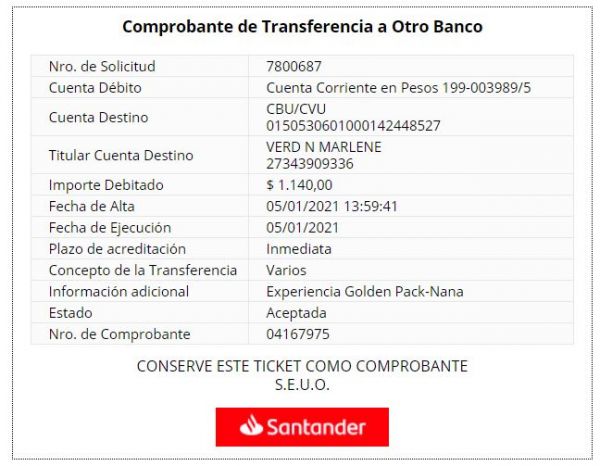 Comprobante de Transferencia a Otro Banco
Nro. de Solicitud 7800687
Cuenta Débito Cuenta Corriente en Pesos 199-003989/5
Cuenta Destino CBU/CVU
0150530601000142448527
Titular Cuenta Destino VERD N MARLENE
27343909336
Importe Debitado $ 1.140,00
Fecha de Alta 05/01/2021 13:59:41
Fecha de Ejecución 05/01/2021
Plazo de acreditación Inmediata
Concepto de la Transferencia Varios
Información adicional Experiencia Golden Pack-Nana
Estado Aceptada
Nro. de Comprobante 04167975
CONSERVE ESTE TICKET COMO COMPROBANTE
S.E.U.O.
Santander